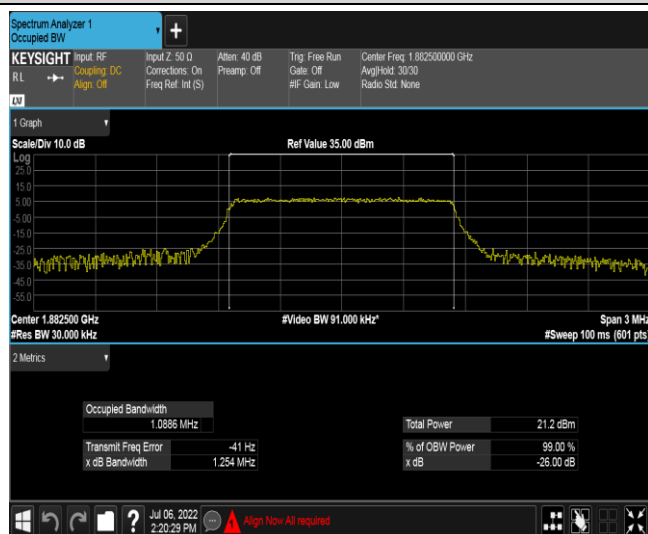 Spectrum Analyzer 1
Occupied BW
+
KEYSIGHT
RL
LXI
Input: RF
Coupling: DC
Align: Off
Input Z: 50 Ω
Corrections: On
Freq Ref: Int (S)
Atten: 40 dB
Preamp: Off
Trig: Free Run
Gate: Off
#IF Gain: Low
Center Freq: 1.882500000 GHz
Avg|Hold: 30/30
Radio Std: None
1 Graph
Scale/Div 10.0 dB
Ref Value 35.00 dBm
Log
25.0
15.0
5.00
-5.00
-15.0
-25.0
-35.0
-45.0
-55.0
Center 1.882500 GHz
#Video BW 91.000 kHz*
Span 3 MHz
#Res BW 30.000 kHz
#Sweep 100 ms (601 pts)
2 Metrics
Occupied Bandwidth
1.0886 MHz
Total Power 21.2 dBm
Transmit Freq Error -41 Hz
% of OBW Power 99.00 %
x dB Bandwidth 1.254 MHz
x dB -26.00 dB
?
Jul 06, 2022
2:20:29 PM
Align Now All required